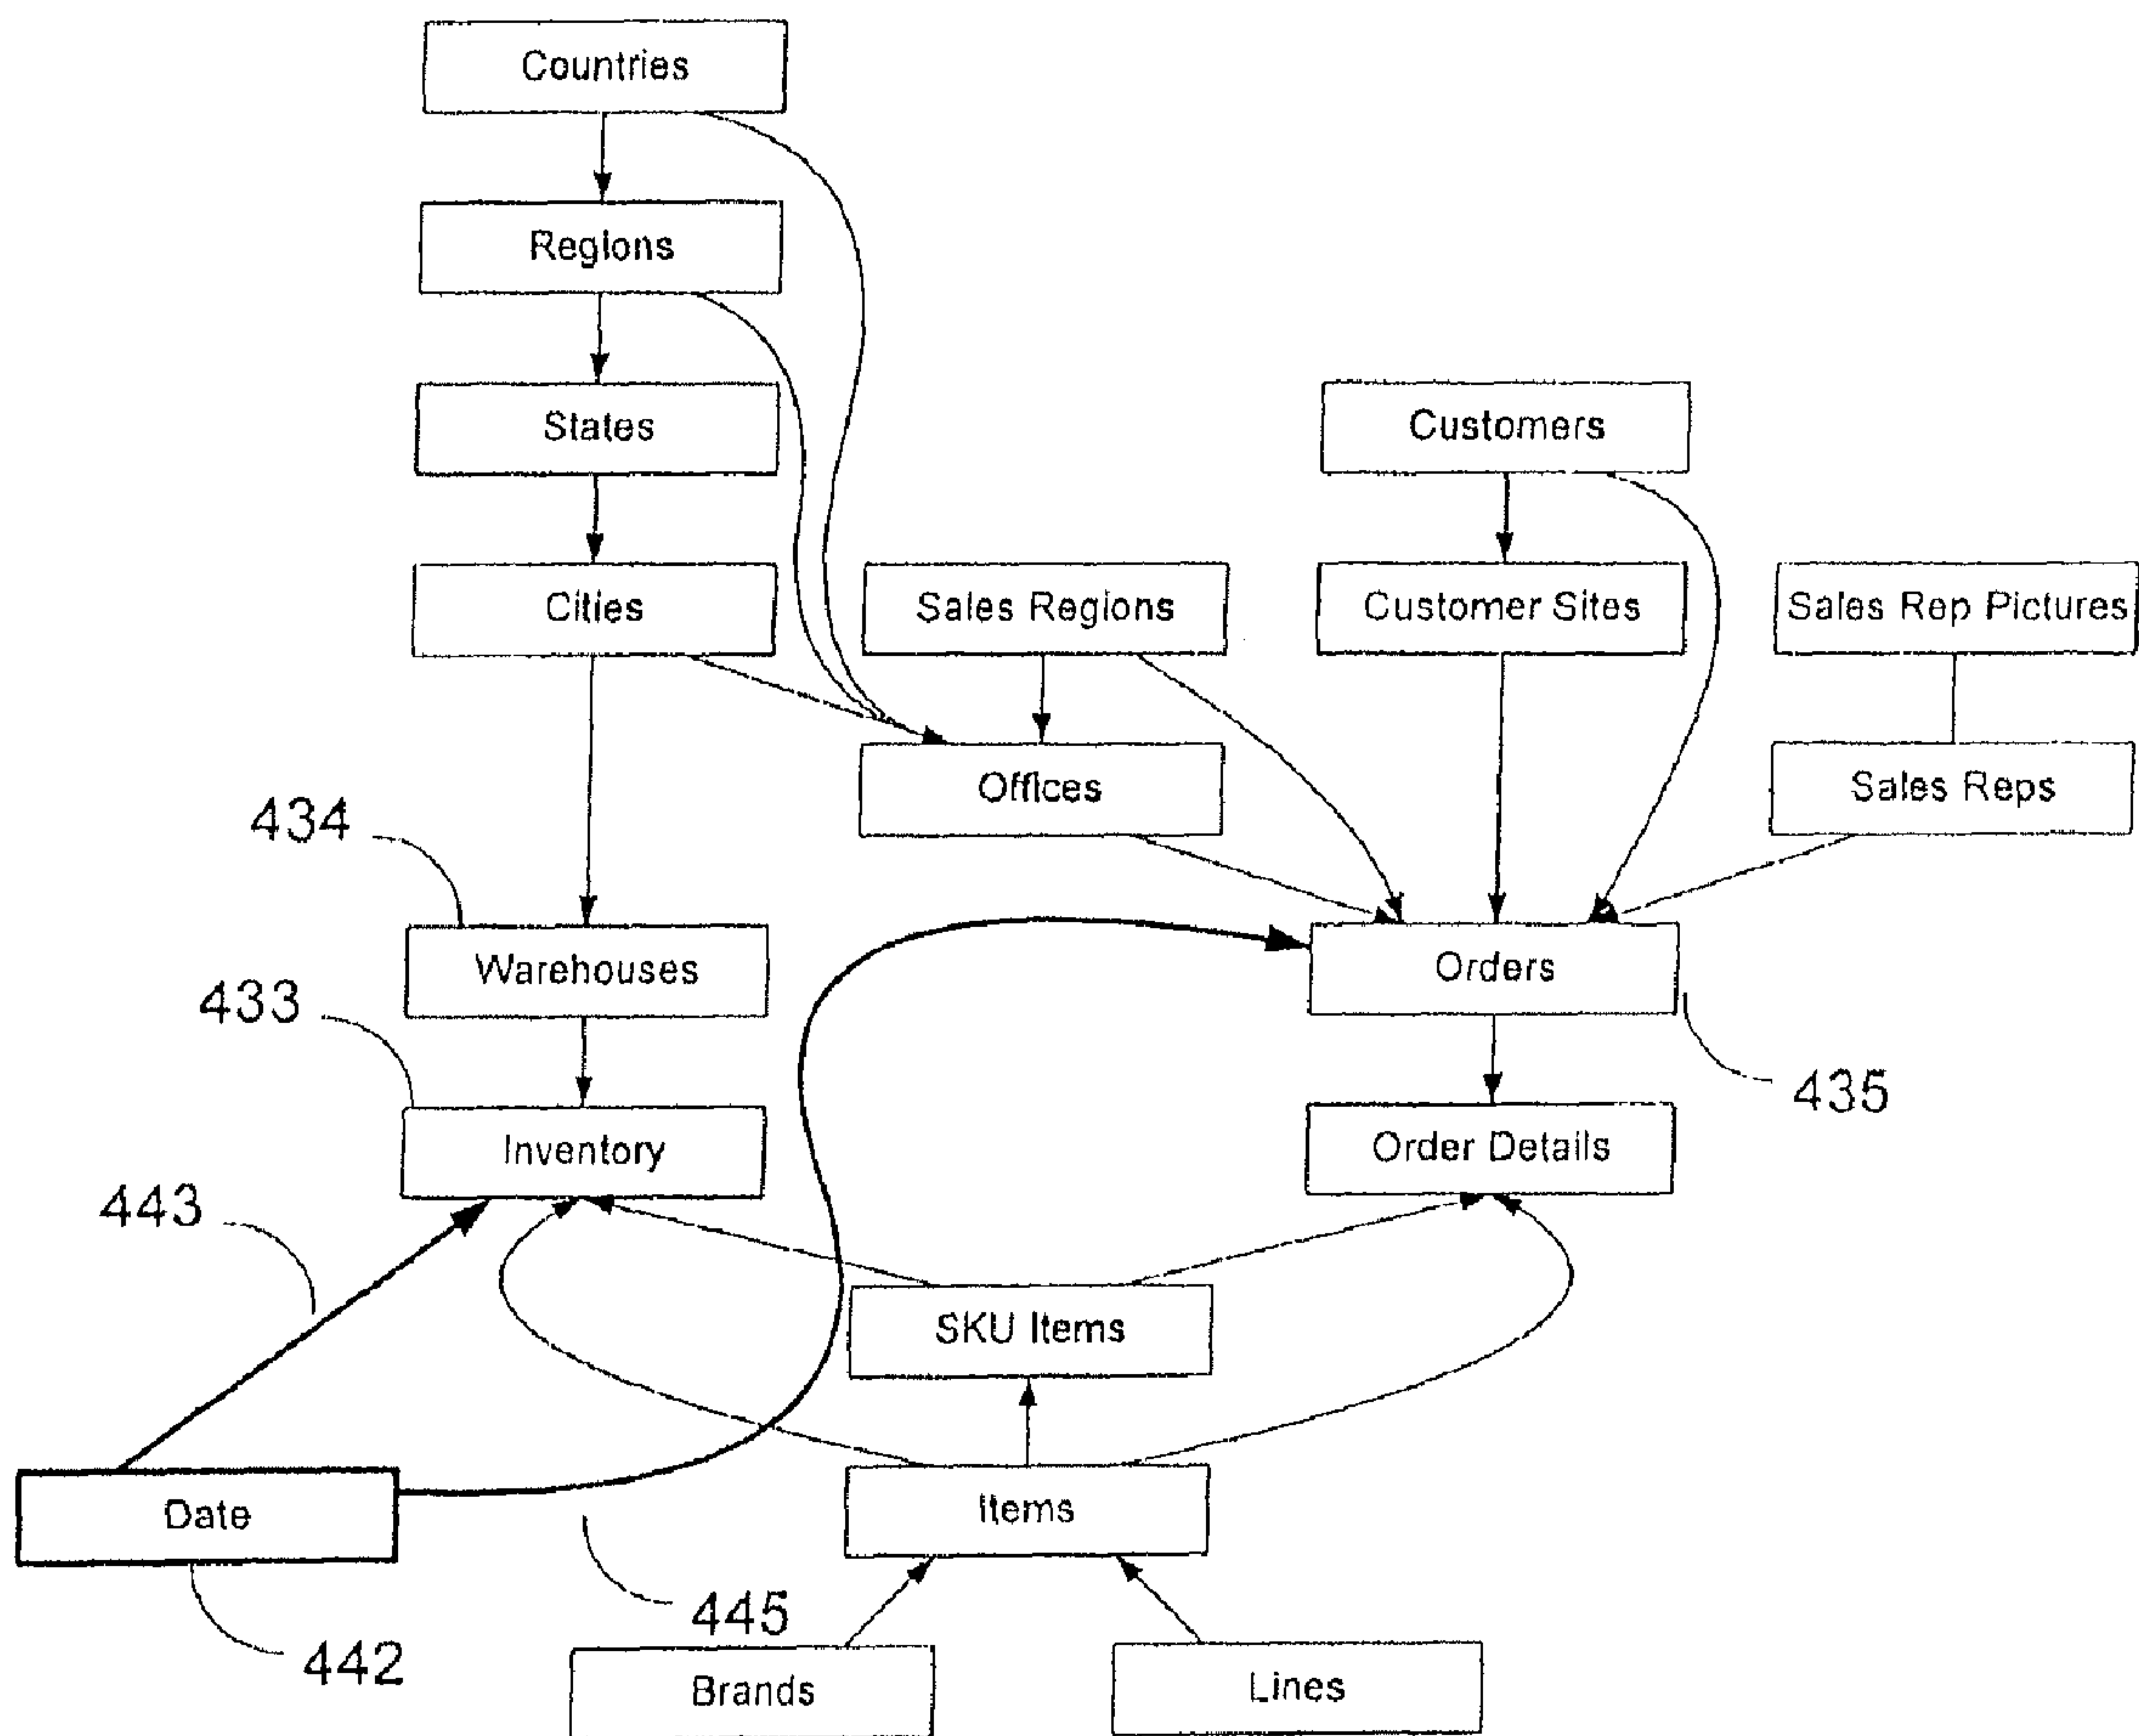 Countries
Regions
States
Customers
Cities
Sales Regions
Customer Sites
Sales Rep Pictures
Offices
Sales Reps
434
Warehouses
Orders
433
435
Inventory
Order Details
443
SKU Items
Date
Items
445
442
Brands
Lines